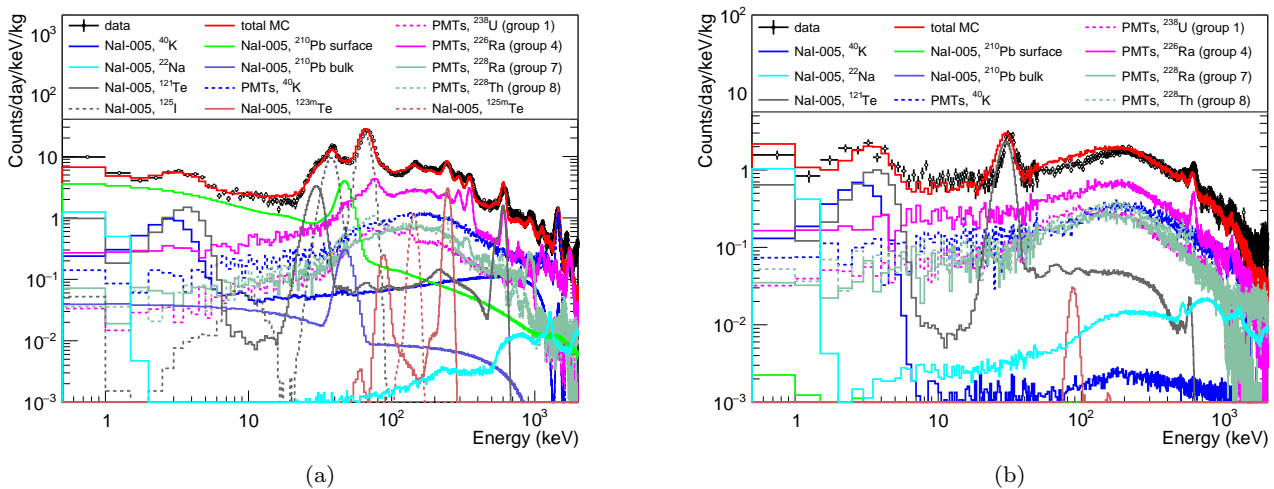 10³
10²
10
1
10⁻¹
10⁻²
10⁻³
Counts/day/keV/kg
data
NaI-005, ⁴⁰K
NaI-005, ²²Na
NaI-005, ¹²¹Te
NaI-005, ¹²⁵I
total MC
NaI-005, ²¹⁰Pb surface
NaI-005, ²¹⁰Pb bulk
PMTs, ⁴⁰K
NaI-005, ¹²³ᵐTe
PMTs, ²³⁸U (group 1)
PMTs, ²²⁶Ra (group 4)
PMTs, ²²⁸Ra (group 7)
PMTs, ²²⁸Th (group 8)
NaI-005, ¹²⁵ᵐTe
1 10 10² 10³
Energy (keV)
(a)
10²
10
1
10⁻¹
10⁻²
10⁻³
Counts/day/keV/kg
data
NaI-005, ⁴⁰K
NaI-005, ²²Na
NaI-005, ¹²¹Te
total MC
NaI-005, ²¹⁰Pb surface
NaI-005, ²¹⁰Pb bulk
PMTs, ⁴⁰K
PMTs, ²³⁸U (group 1)
PMTs, ²²⁶Ra (group 4)
PMTs, ²²⁸Ra (group 7)
PMTs, ²²⁸Th (group 8)
1 10 10² 10³
Energy (keV)
(b)